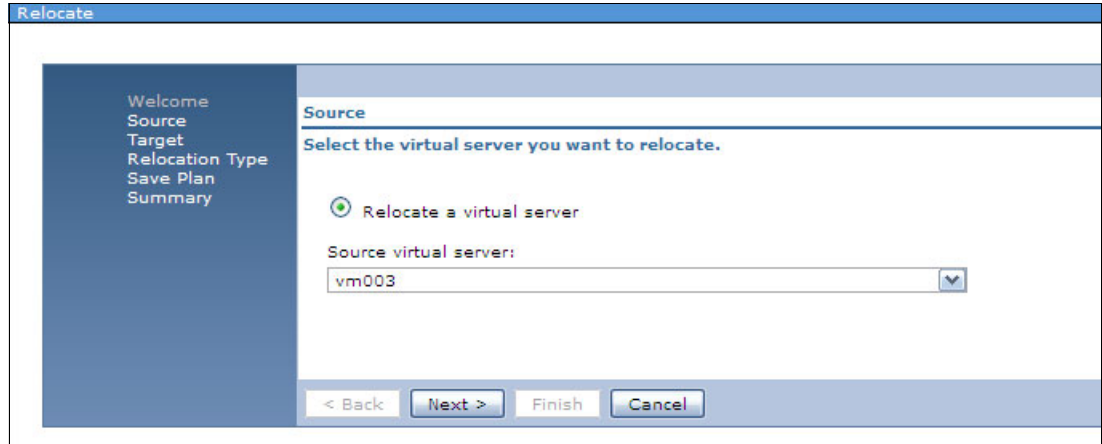 Relocate
Welcome
Source
Target
Relocation Type
Save Plan
Summary
Source
Select the virtual server you want to relocate.
Relocate a virtual server
Source virtual server:
vm003
< Back Next > Finish Cancel